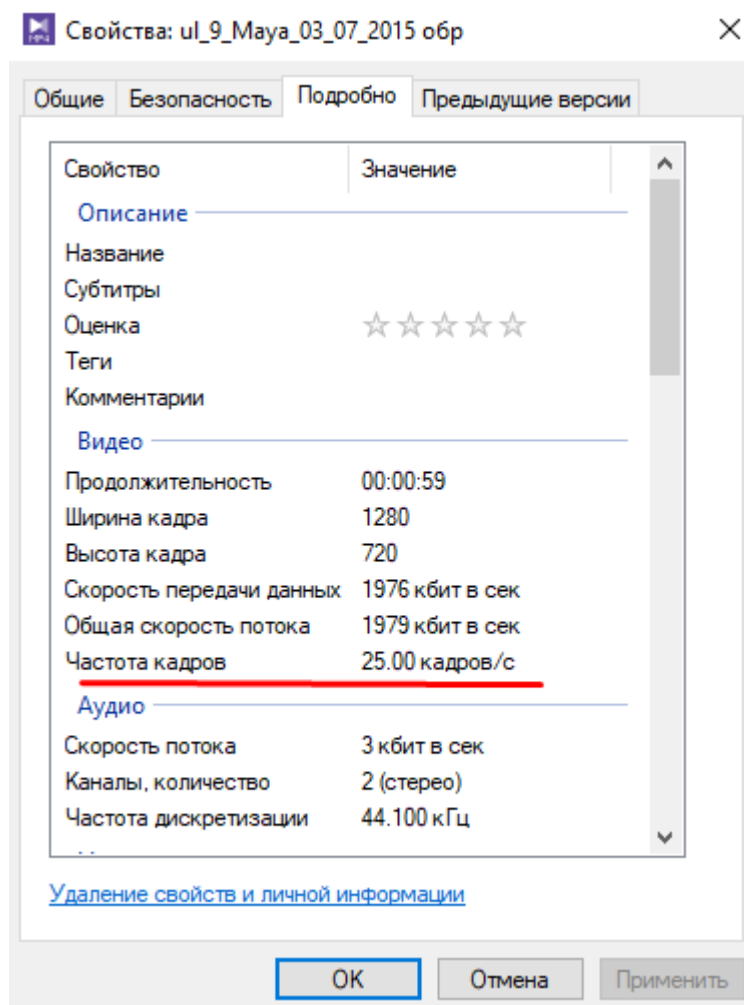 MP4 Свойства: ul_9_Maya_03_07_2015 обр
Общие Безопасность Подробно Предыдущие версии
Свойство Значение
Описание
Название
Субтитры
Оценка
Теги
Комментарии
Видео
Продолжительность 00:00:59
Ширина кадра 1280
Высота кадра 720
Скорость передачи данных 1976 кбит в сек
Общая скорость потока 1979 кбит в сек
Частота кадров 25.00 кадров/с
Аудио
Скорость потока 3 кбит в сек
Каналы, количество 2 (стерео)
Частота дискретизации 44.100 кГц
Удаление свойств и личной информации
ОК Отмена Применить